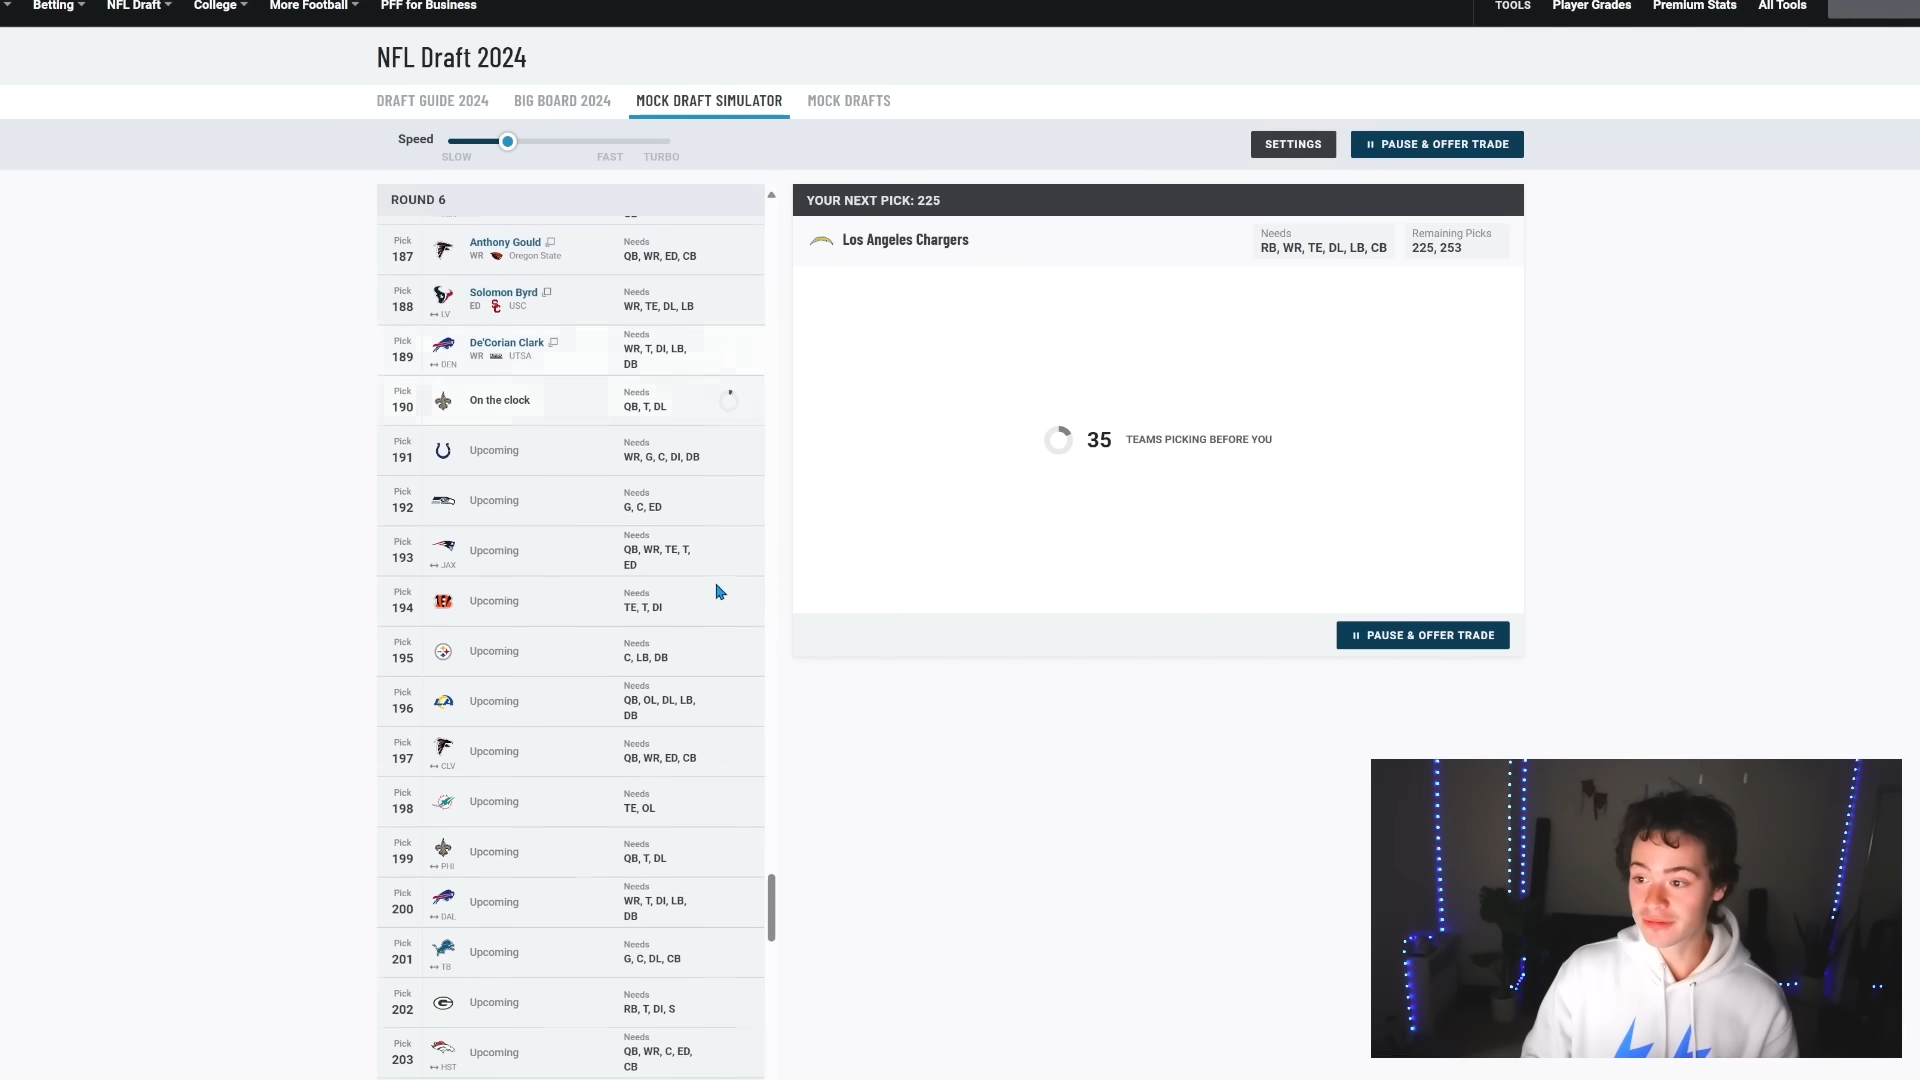 Betting NFL Draft College More Football PFF for Business TOOLS Player Grades Premium Stats All Tools
NFL Draft 2024
DRAFT GUIDE 2024 BIG BOARD 2024 MOCK DRAFT SIMULATOR MOCK DRAFTS
Speed
SLOW FAST TURBO
SETTINGS
PAUSE & OFFER TRADE
ROUND 6
Pick
187
Anthony Gould
WR Oregon State
Needs
QB, WR, ED, CB
Pick
188
LV
Solomon Byrd
ED USC
Needs
WR, TE, DL, LB
Pick
189
DEN
De'Corian Clark
WR UTSA
Needs
WR, T, DI, LB,
DB
Pick
190
On the clock
Needs
QB, T, DL
Pick
191
Upcoming
Needs
WR, G, C, DI, DB
Pick
192
Upcoming
Needs
G, C, ED
Pick
193
JAX
Upcoming
Needs
QB, WR, TE, T,
ED
Pick
194
Upcoming
Needs
TE, T, DI
Pick
195
Upcoming
Needs
C, LB, DB
Pick
196
Upcoming
Needs
QB, OL, DL, LB,
DB
Pick
197
CLV
Upcoming
Needs
QB, WR, ED, CB
Pick
198
Upcoming
Needs
TE, OL
Pick
199
PHI
Upcoming
Needs
QB, T, DL
Pick
200
DAL
Upcoming
Needs
WR, T, DI, LB,
DB
Pick
201
TB
Upcoming
Needs
G, C, DL, CB
Pick
202
Upcoming
Needs
RB, T, DI, S
Pick
203
HST
Upcoming
Needs
QB, WR, C, ED,
CB
YOUR NEXT PICK: 225
Los Angeles Chargers
Needs
RB, WR, TE, DL, LB, CB
Remaining Picks
225, 253
35 TEAMS PICKING BEFORE YOU
PAUSE & OFFER TRADE